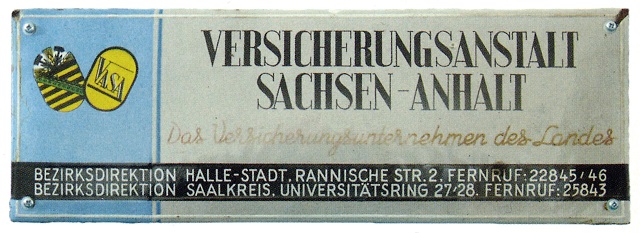 VASA
VERSICHERUNGSANSTALT
SACHSEN-ANHALT
Das Versicherungsunternehmen des Landes
BEZIRKSDIREKTION HALLE-STADT. RANNISCHE STR. 2. FERNRUF: 22845/46
BEZIRKSDIREKTION SAALKREIS. UNIVERSITÄTSRING 27/28. FERNRUF: 25843